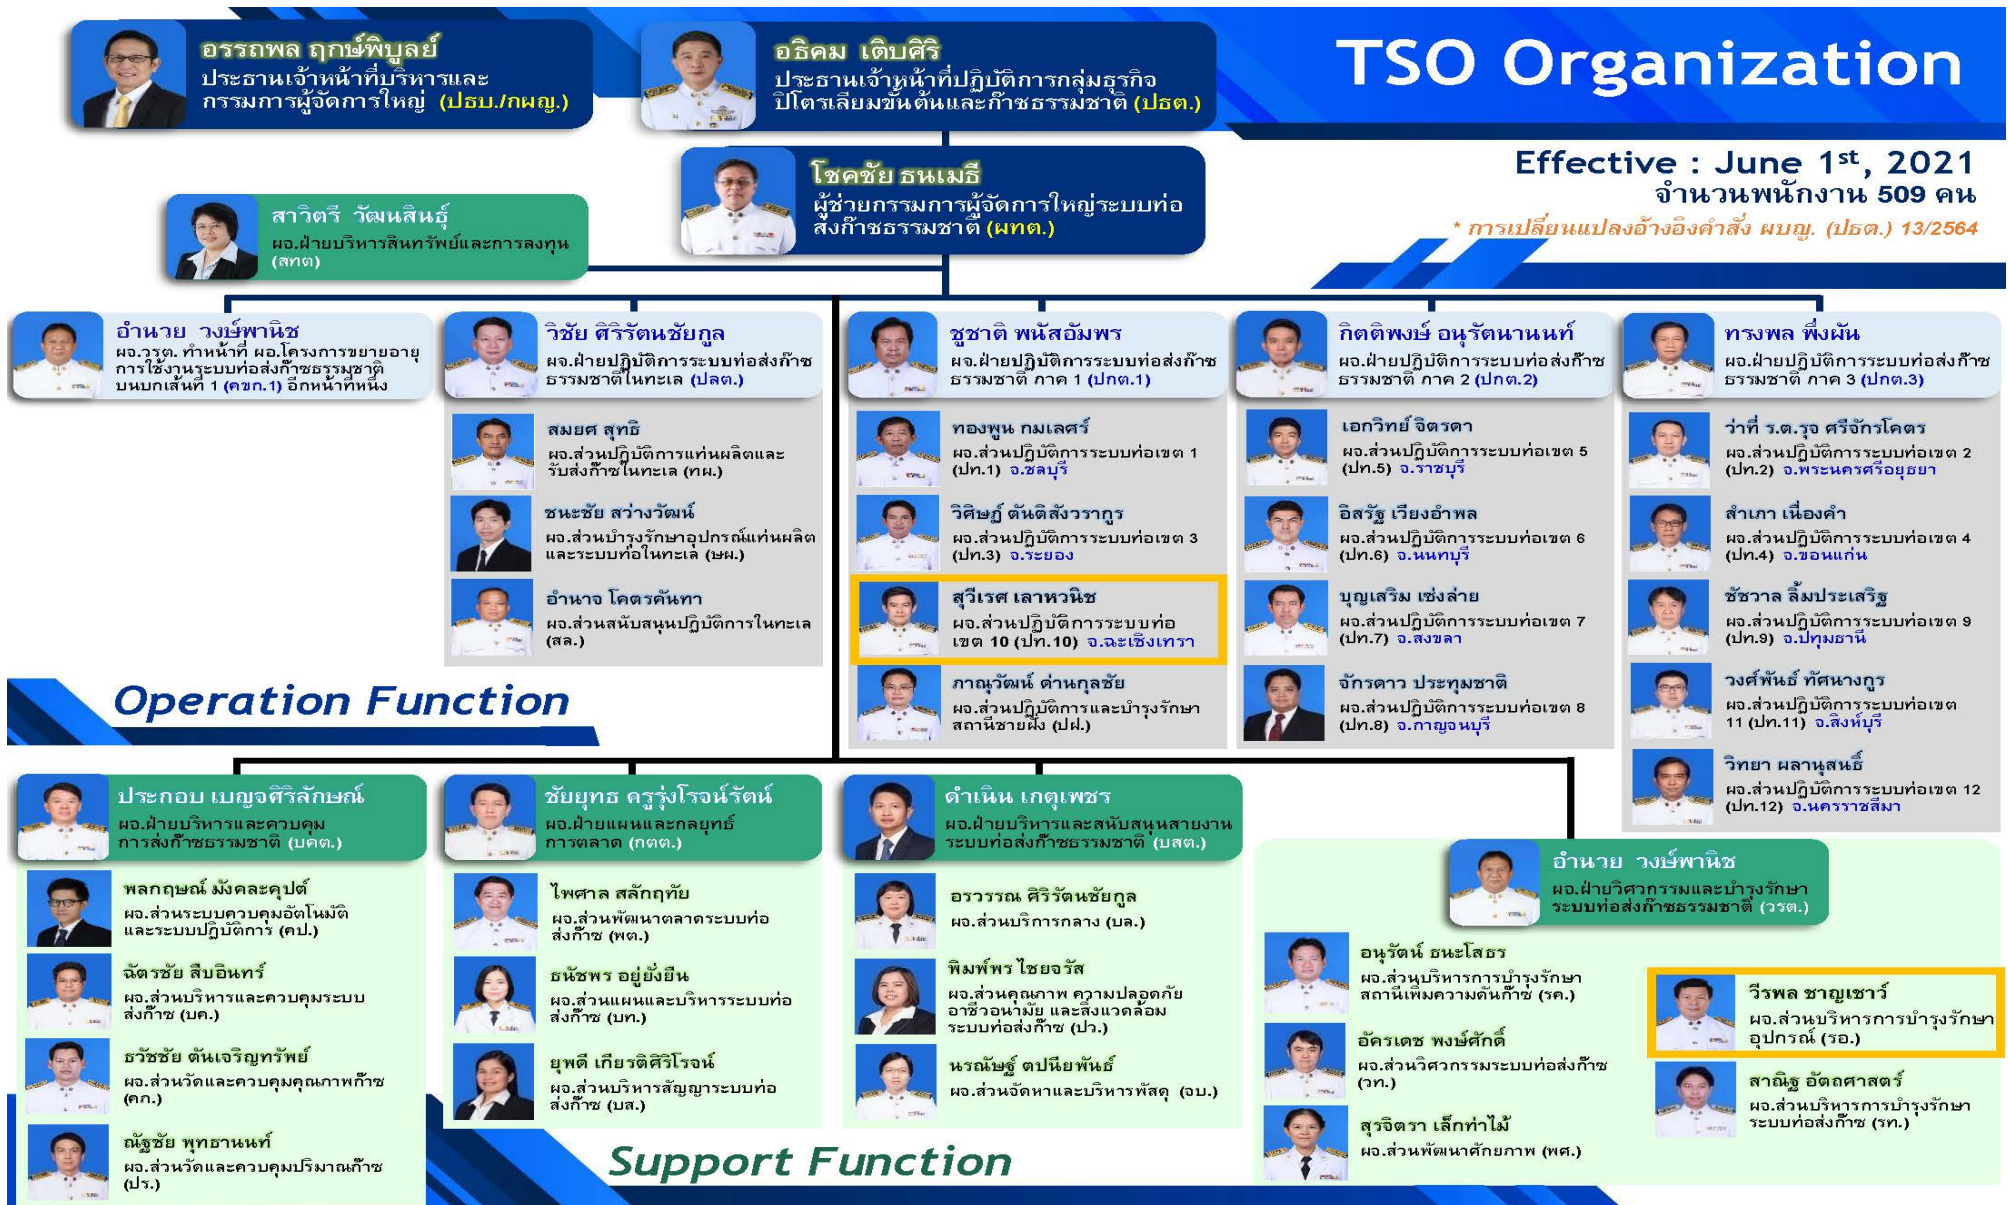 อรรถพล ฤกษ์พิบูลย์
ประธานเจ้าหน้าที่บริหารและ
กรรมการผู้จัดการใหญ่ (ปธบ./กผญ.)
อธิคม เติบศิริ
ประธานเจ้าหน้าที่ปฏิบัติการกลุ่มธุรกิจ
ปิโตรเลียมขั้นต้นและก๊าซธรรมชาติ (ปธต.)
TSO Organization
Effective : June 1st, 2021
จำนวนพนักงาน 509 คน
* การเปลี่ยนแปลงอ้างอิงคำสั่ง ผบญ. (ปธต.) 13/2564
โชคชัย ธนเมธี
ผู้ช่วยกรรมการผู้จัดการใหญ่ระบบท่อ
ส่งก๊าซธรรมชาติ (ผทต.)
สาวิตรี วัฒนสินธุ์
ผจ.ฝ่ายบริหารสินทรัพย์และการลงทุน
(สทต)
อำนวย วงษ์พานิช
ผจ.วรต. ทำหน้าที่ ผอ.โครงการขยายอายุ
การใช้งานระบบท่อส่งก๊าซธรรมชาติ
บนบกเส้นที่ 1 (คขก.1) อีกหน้าที่หนึ่ง
วิชัย ศิริรัตนชัยกูล
ผจ.ฝ่ายปฏิบัติการระบบท่อส่งก๊าซ
ธรรมชาติในทะเล (ปลต.)
สมยศ สุทธิ
ผจ.ส่วนปฏิบัติการแท่นผลิตและ
รับส่งก๊าซในทะเล (ทผ.)
ชนะชัย สว่างวัฒน์
ผจ.ส่วนบำรุงรักษาอุปกรณ์แท่นผลิต
และระบบท่อในทะเล (ษผ.)
อำนาจ โคตรคันทา
ผจ.ส่วนสนับสนุนปฏิบัติการในทะเล
(สล.)
ชูชาติ พนัสอัมพร
ผจ.ฝ่ายปฏิบัติการระบบท่อส่งก๊าซ
ธรรมชาติ ภาค 1 (ปกต.1)
ทองพูน กมเลศร์
ผจ.ส่วนปฏิบัติการระบบท่อเขต 1
(ปท.1) จ.ชลบุรี
วิศิษฏ์ ตันติสังวรากูร
ผจ.ส่วนปฏิบัติการระบบท่อเขต 3
(ปท.3) จ.ระยอง
สุวีเรศ เลาหวนิช
ผจ.ส่วนปฏิบัติการระบบท่อ
เขต 10 (ปท.10) จ.ฉะเชิงเทรา
ภาณุวัฒน์ ด่านกุลชัย
ผจ.ส่วนปฏิบัติการและบำรุงรักษา
สถานีชายฝั่ง (ปฝ.)
กิตติพงษ์ อนุรัตนานนท์
ผจ.ฝ่ายปฏิบัติการระบบท่อส่งก๊าซ
ธรรมชาติ ภาค 2 (ปกต.2)
เอกวิทย์ จิตรดา
ผจ.ส่วนปฏิบัติการระบบท่อเขต 5
(ปท.5) จ.ราชบุรี
อิสรัฐ เวียงอำพล
ผจ.ส่วนปฏิบัติการระบบท่อเขต 6
(ปท.6) จ.นนทบุรี
บุญเสริม เซ่งล่าย
ผจ.ส่วนปฏิบัติการระบบท่อเขต 7
(ปท.7) จ.สงขลา
จักรดาว ประทุมชาติ
ผจ.ส่วนปฏิบัติการระบบท่อเขต 8
(ปท.8) จ.กาญจนบุรี
ทรงพล พึ่งผัน
ผจ.ฝ่ายปฏิบัติการระบบท่อส่งก๊าซ
ธรรมชาติ ภาค 3 (ปกต.3)
ว่าที่ ร.ต.รุจ ศรีจักรโคตร
ผจ.ส่วนปฏิบัติการระบบท่อเขต 2
(ปท.2) จ.พระนครศรีอยุธยา
สำเภา เนื่องคำ
ผจ.ส่วนปฏิบัติการระบบท่อเขต 4
(ปท.4) จ.ขอนแก่น
ชัชวาล ลิ้มประเสริฐ
ผจ.ส่วนปฏิบัติการระบบท่อเขต 9
(ปท.9) จ.ปทุมธานี
วงศ์พันธ์ ทัศนางกูร
ผจ.ส่วนปฏิบัติการระบบท่อเขต
11 (ปท.11) จ.สิงห์บุรี
วิทยา ผลานุสนธิ์
ผจ.ส่วนปฏิบัติการระบบท่อเขต 12
(ปท.12) จ.นครราชสีมา
Operation Function
ประกอบ เบญจศิริลักษณ์
ผจ.ฝ่ายบริหารและควบคุม
การส่งก๊าซธรรมชาติ (บคต.)
พลกฤษณ์ มังคละคุปต์
ผจ.ส่วนระบบควบคุมอัตโนมัติ
และระบบปฏิบัติการ (คป.)
ฉัตรชัย สืบอินทร์
ผจ.ส่วนบริหารและควบคุมระบบ
ส่งก๊าซ (บค.)
ธวัชชัย ตันเจริญทรัพย์
ผจ.ส่วนวัดและควบคุมคุณภาพก๊าซ
(คภ.)
ณัฐชัย พุทธานนท์
ผจ.ส่วนวัดและควบคุมปริมาณก๊าซ
(ปร.)
ชัยยุทธ ครูรุ่งโรจน์รัตน์
ผจ.ฝ่ายแผนและกลยุทธ์
การตลาด (กตต.)
ไพศาล สลักฤทัย
ผจ.ส่วนพัฒนาตลาดระบบท่อ
ส่งก๊าซ (พต.)
ธนัชพร อยู่ยั่งยืน
ผจ.ส่วนแผนและบริหารระบบท่อ
ส่งก๊าซ (บท.)
ยุพดี เกียรติศิริโรจน์
ผจ.ส่วนบริหารสัญญาระบบท่อ
ส่งก๊าซ (บส.)
ดำเนิน เกตุเพชร
ผจ.ฝ่ายบริหารและสนับสนุนสายงาน
ระบบท่อส่งก๊าซธรรมชาติ (บสต.)
อรวรรณ ศิริรัตนชัยกูล
ผจ.ส่วนบริการกลาง (บล.)
พิมพ์พร ไชยจรัส
ผจ.ส่วนคุณภาพ ความปลอดภัย
อาชีวอนามัย และสิ่งแวดล้อม
ระบบท่อส่งก๊าซ (ปว.)
นรณัษฐ์ ตปนียพันธ์
ผจ.ส่วนจัดหาและบริหารพัสดุ (จบ.)
อำนวย วงษ์พานิช
ผจ.ฝ่ายวิศวกรรมและบำรุงรักษา
ระบบท่อส่งก๊าซธรรมชาติ (วรต.)
อนุรัตน์ ธนะโสธร
ผจ.ส่วนบริหารการบำรุงรักษา
สถานีเพิ่มความดันก๊าซ (รค.)
อัครเดช พงษ์ศักดิ์
ผจ.ส่วนวิศวกรรมระบบท่อส่งก๊าซ
(วท.)
สุรจิตรา เล็กท่าไม้
ผจ.ส่วนพัฒนาศักยภาพ (พศ.)
วีรพล ชาญเชาว์
ผจ.ส่วนบริหารการบำรุงรักษา
อุปกรณ์ (รอ.)
สาณิฐ อัตถศาสตร์
ผจ.ส่วนบริหารการบำรุงรักษา
ระบบท่อส่งก๊าซ (รท.)
Support Function